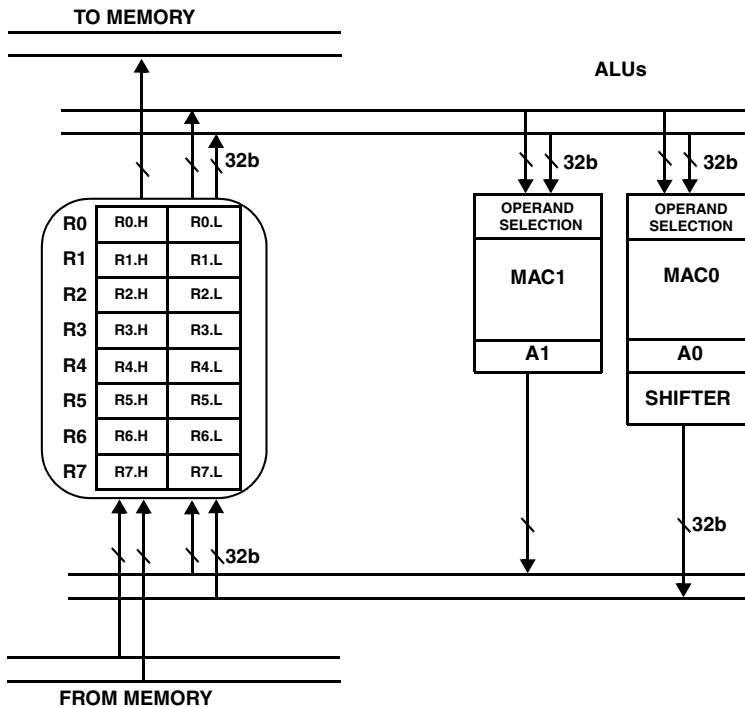 TO MEMORY
ALUs
32b
32b
32b
R0 R0.H R0.L
R1 R1.H R1.L
R2 R2.H R2.L
R3 R3.H R3.L
R4 R4.H R4.L
R5 R5.H R5.L
R6 R6.H R6.L
R7 R7.H R7.L
OPERAND
SELECTION
MAC1
A1
OPERAND
SELECTION
MAC0
A0
SHIFTER
32b
32b
FROM MEMORY